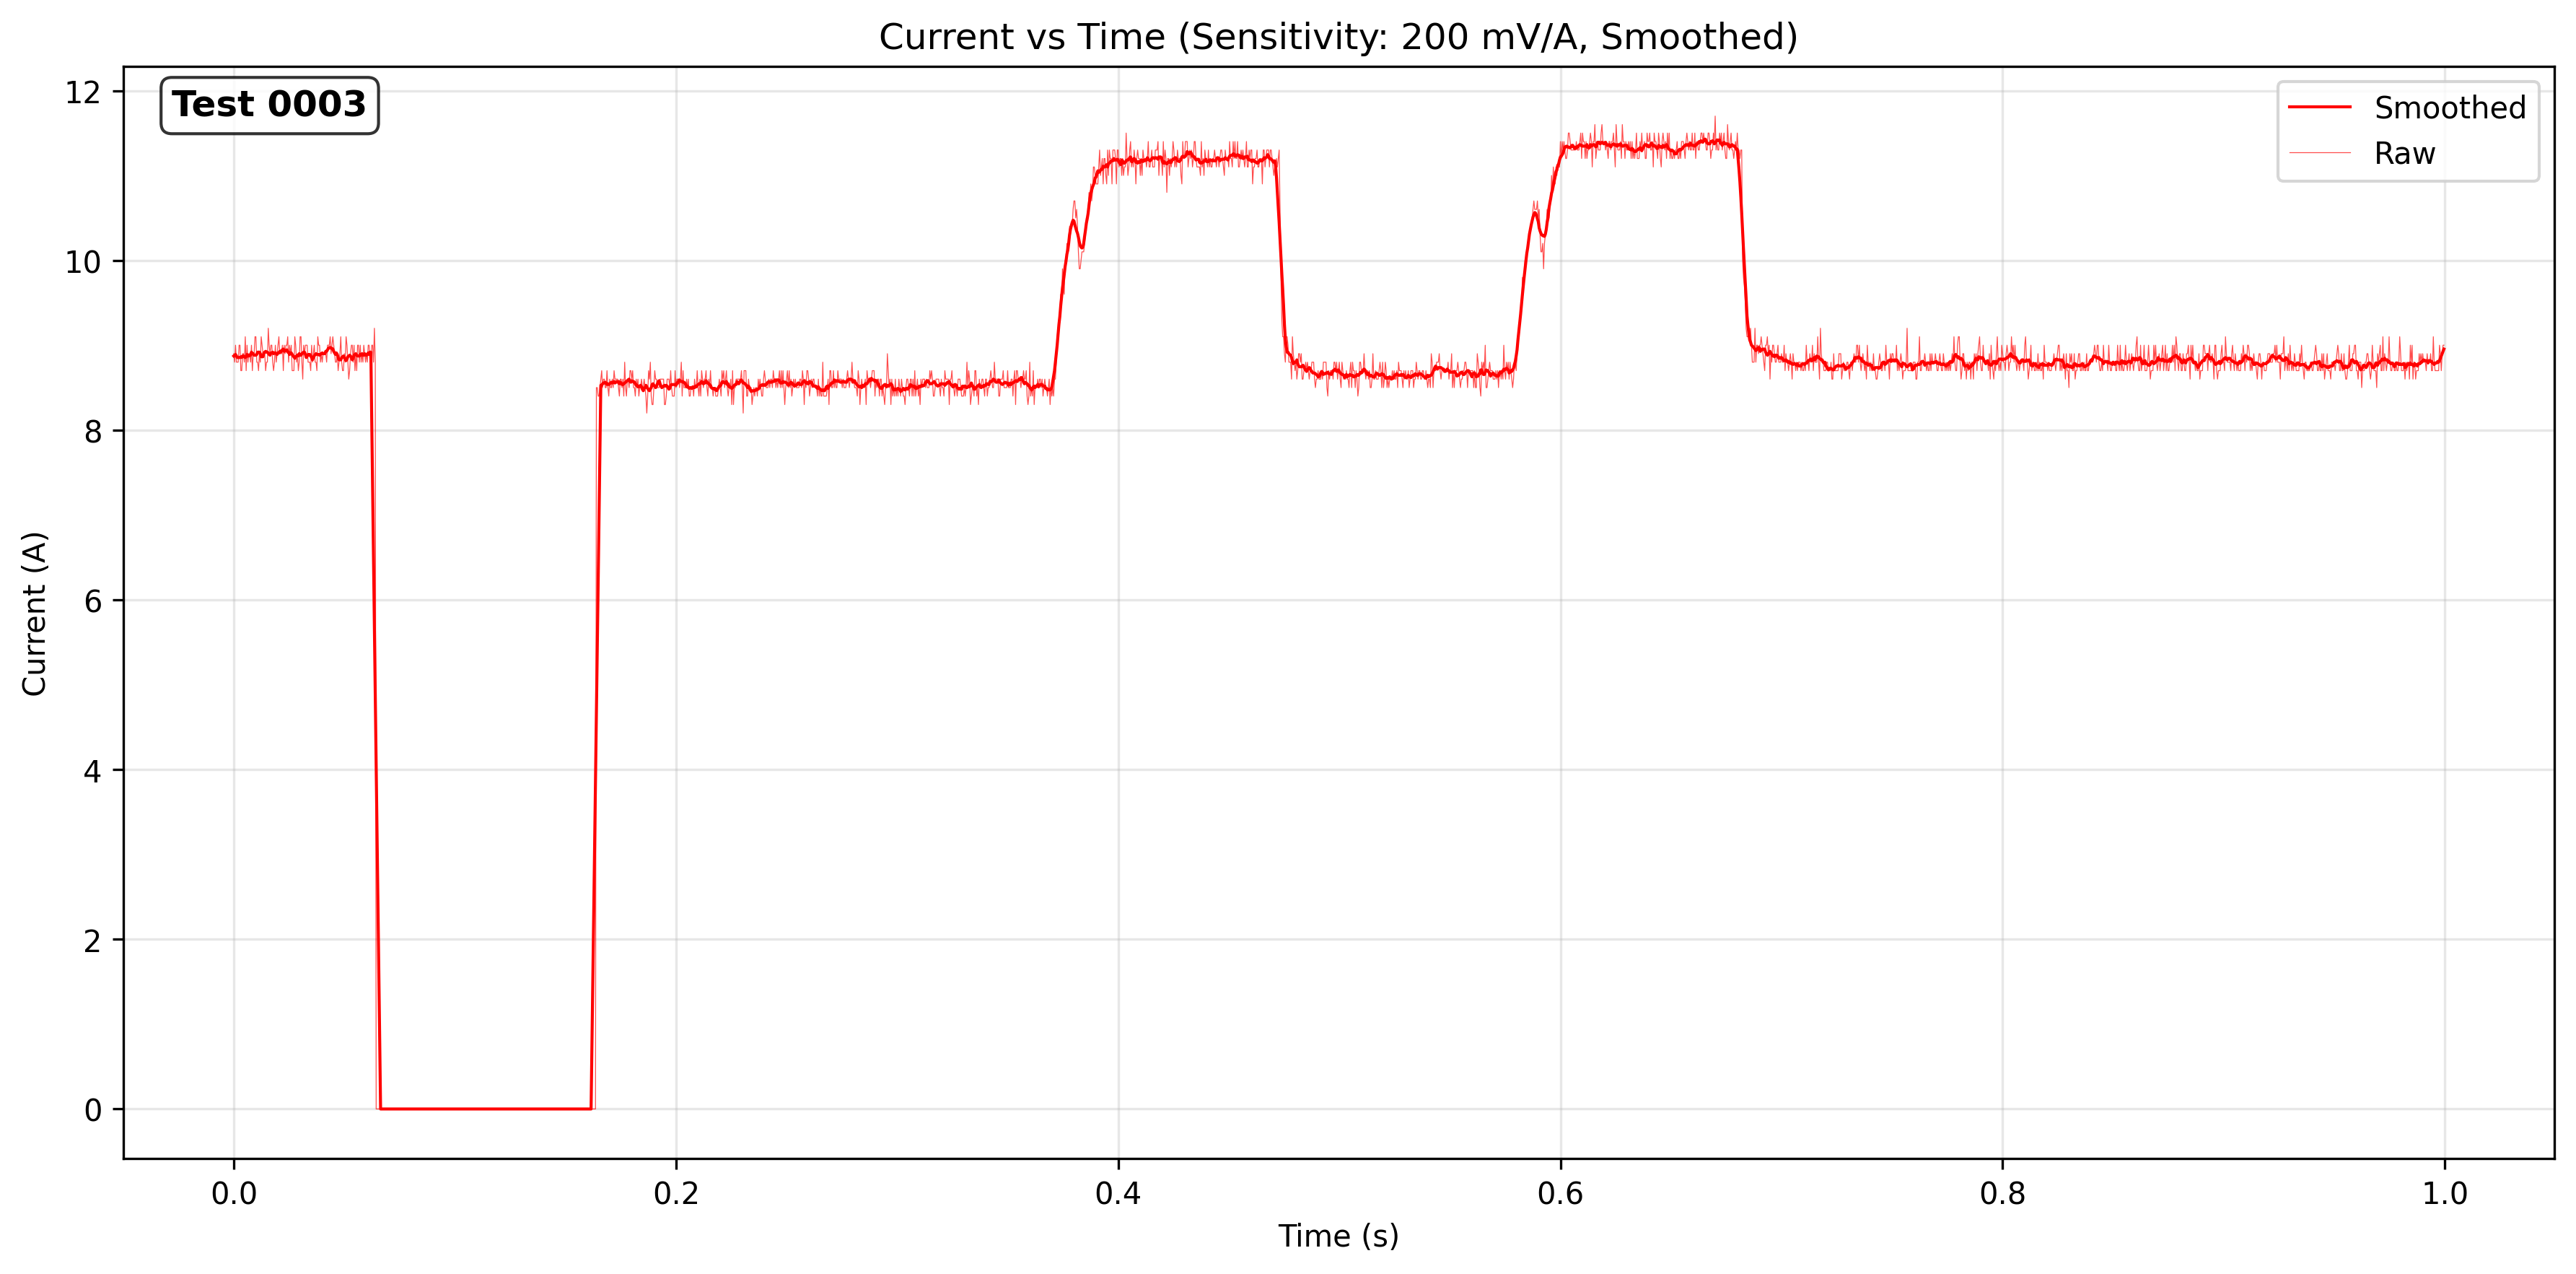 Current vs Time (Sensitivity: 200 mV/A, Smoothed)
Test 0003
Smoothed
Raw
12
10
8
6
4
2
0
Current (A)
0.0 0.2 0.4 0.6 0.8 1.0
Time (s)